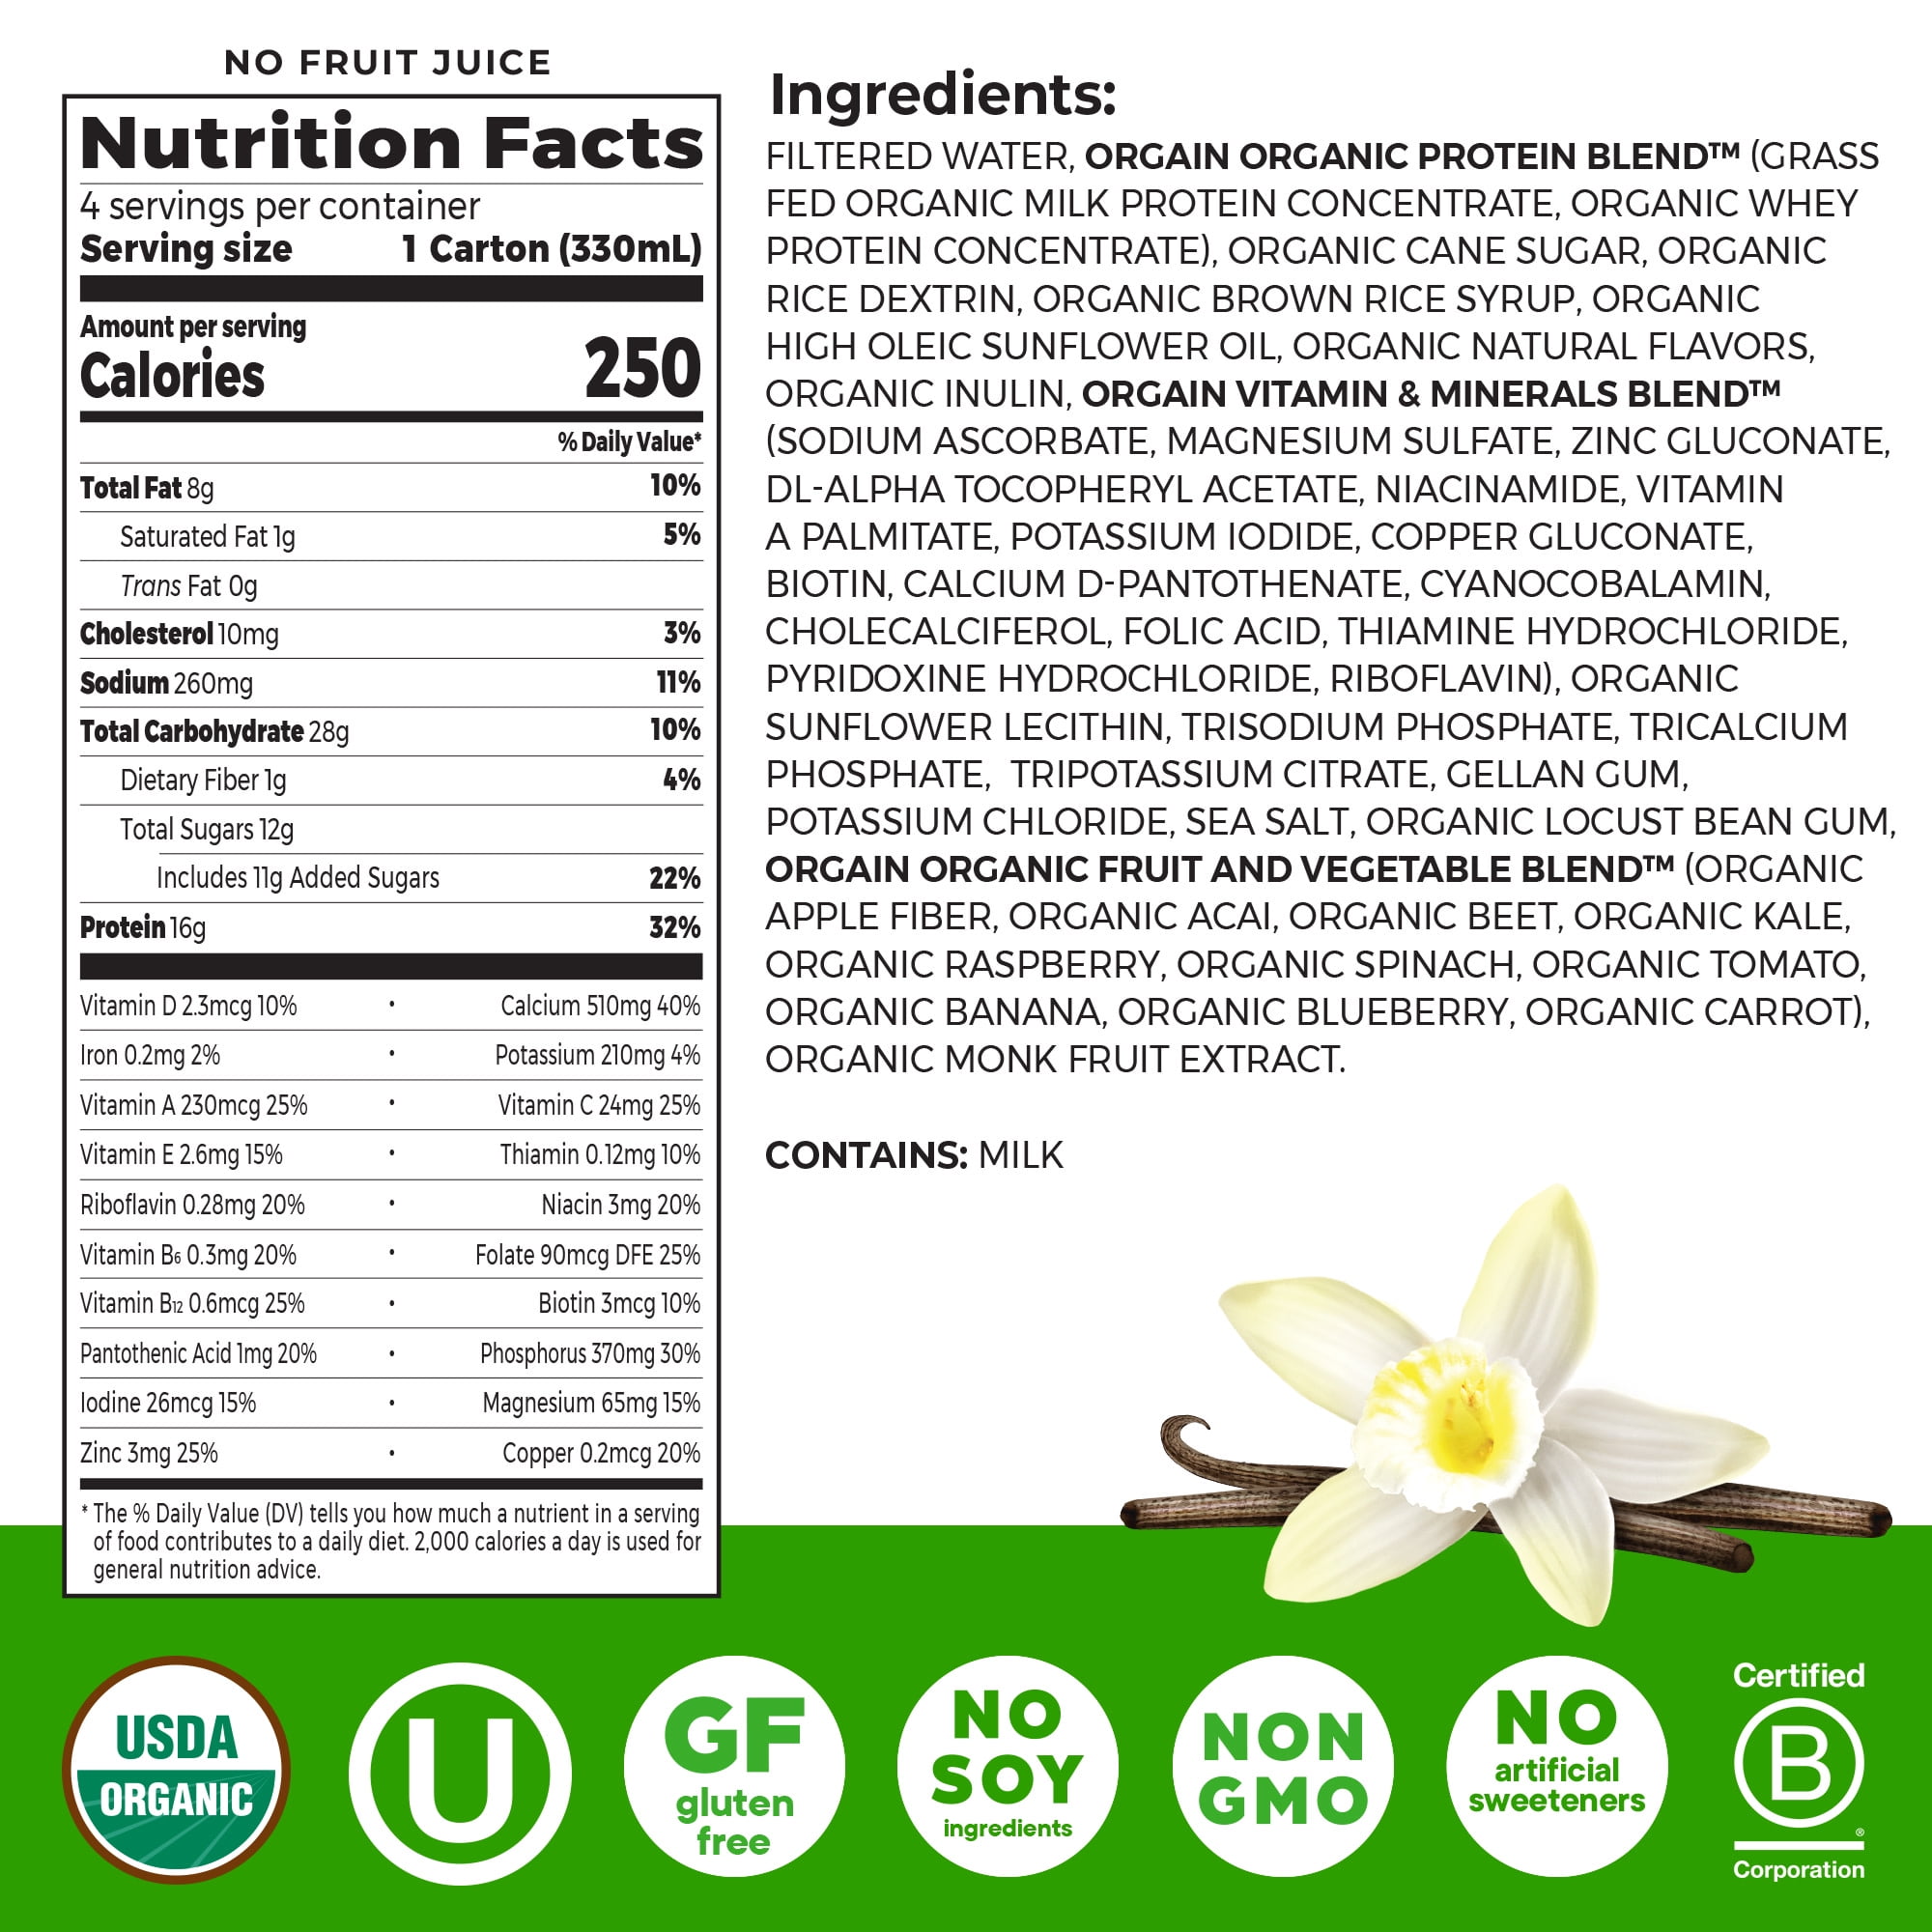 NO FRUIT JUICE
Nutrition Facts
4 servings per container
Serving size 1 Carton (330mL)
Amount per serving
Calories 250
% Daily Value*
Total Fat 8g 10%
Saturated Fat 1g 5%
Trans Fat 0g
Cholesterol 10mg 3%
Sodium 260mg 11%
Total Carbohydrate 28g 10%
Dietary Fiber 1g 4%
Total Sugars 12g
Includes 11g Added Sugars 22%
Protein 16g 32%
Vitamin D 2.3mcg 10% • Calcium 510mg 40%
Iron 0.2mg 2% • Potassium 210mg 4%
Vitamin A 230mcg 25% • Vitamin C 24mg 25%
Vitamin E 2.6mg 15% • Thiamin 0.12mg 10%
Riboflavin 0.28mg 20% • Niacin 3mg 20%
Vitamin B6 0.3mg 20% • Folate 90mcg DFE 25%
Vitamin B12 0.6mcg 25% • Biotin 3mcg 10%
Pantothenic Acid 1mg 20% • Phosphorus 370mg 30%
Iodine 26mcg 15% • Magnesium 65mg 15%
Zinc 3mg 25% • Copper 0.2mcg 20%
* The % Daily Value (DV) tells you how much a nutrient in a serving
of food contributes to a daily diet. 2,000 calories a day is used for
general nutrition advice.
Ingredients:
FILTERED WATER, ORGAIN ORGANIC PROTEIN BLEND™ (GRASS
FED ORGANIC MILK PROTEIN CONCENTRATE, ORGANIC WHEY
PROTEIN CONCENTRATE), ORGANIC CANE SUGAR, ORGANIC
RICE DEXTRIN, ORGANIC BROWN RICE SYRUP, ORGANIC
HIGH OLEIC SUNFLOWER OIL, ORGANIC NATURAL FLAVORS,
ORGANIC INULIN, ORGAIN VITAMIN & MINERALS BLEND™
(SODIUM ASCORBATE, MAGNESIUM SULFATE, ZINC GLUCONATE,
DL-ALPHA TOCOPHERYL ACETATE, NIACINAMIDE, VITAMIN
A PALMITATE, POTASSIUM IODIDE, COPPER GLUCONATE,
BIOTIN, CALCIUM D-PANTOTHENATE, CYANOCOBALAMIN,
CHOLECALCIFEROL, FOLIC ACID, THIAMINE HYDROCHLORIDE,
PYRIDOXINE HYDROCHLORIDE, RIBOFLAVIN), ORGANIC
SUNFLOWER LECITHIN, TRISODIUM PHOSPHATE, TRICALCIUM
PHOSPHATE, TRIPOTASSIUM CITRATE, GELLAN GUM,
POTASSIUM CHLORIDE, SEA SALT, ORGANIC LOCUST BEAN GUM,
ORGAIN ORGANIC FRUIT AND VEGETABLE BLEND™ (ORGANIC
APPLE FIBER, ORGANIC ACAI, ORGANIC BEET, ORGANIC KALE,
ORGANIC RASPBERRY, ORGANIC SPINACH, ORGANIC TOMATO,
ORGANIC BANANA, ORGANIC BLUEBERRY, ORGANIC CARROT),
ORGANIC MONK FRUIT EXTRACT.
CONTAINS: MILK
USDA
ORGANIC
U
GF
gluten
free
NO
SOY
ingredients
NON
GMO
NO
artificial
sweeteners
Certified
B
®
Corporation